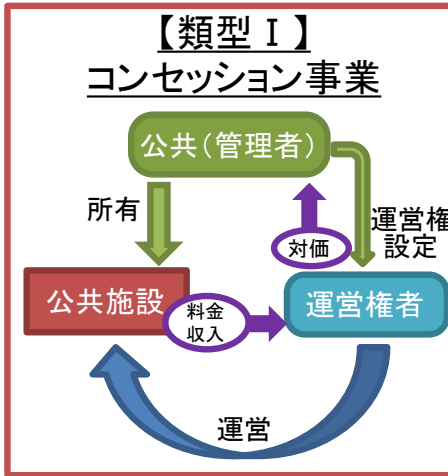 【類型Ⅰ】
コンセッション事業
公共(管理者)
所有
対価
運営権
設定
公共施設
料金
収入
運営権者
運営